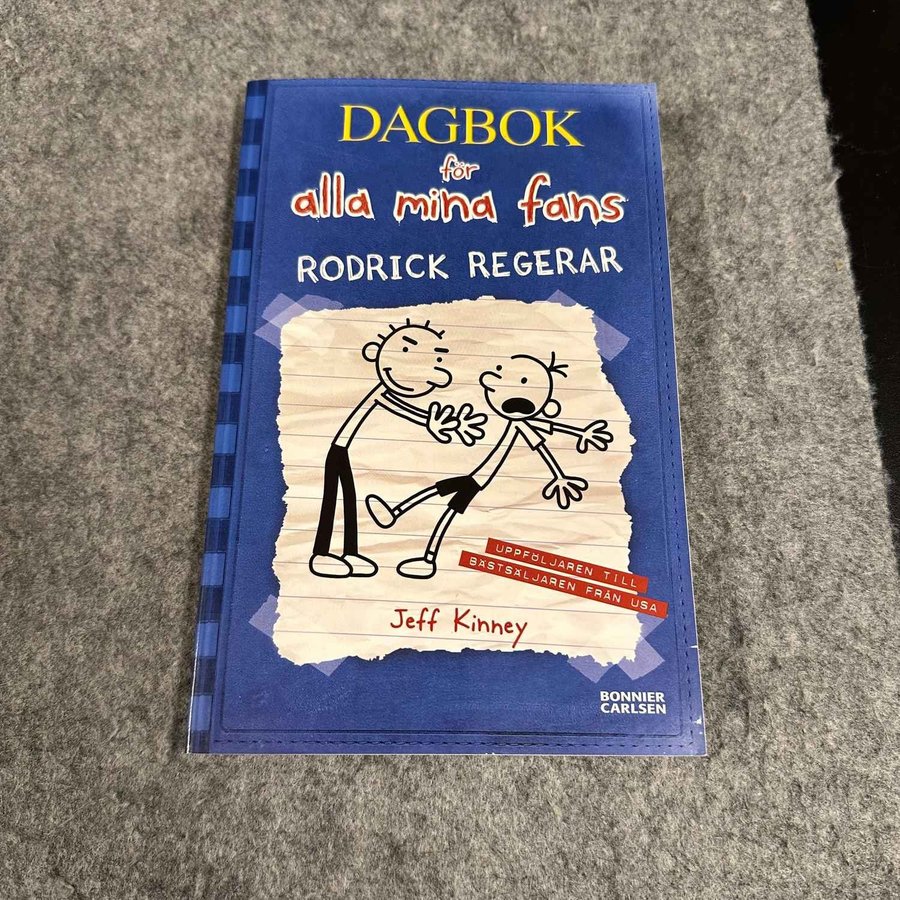 DAGBOK
för
alla mina fans
RODRICK REGERAR
UPPFÖLJAREN TILL
BÄSTSÄLJAREN FRÅN USA
Jeff Kinney
BONNIER
CARLSEN